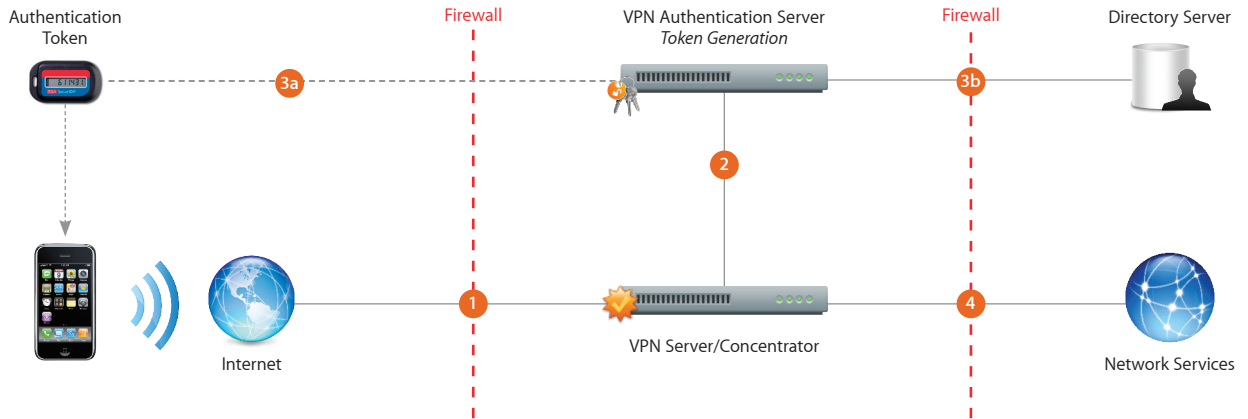 Authentication
Token
Firewall
VPN Authentication Server
Token Generation
Firewall
Directory Server
3a
3b
2
1
4
Internet
VPN Server/Concentrator
Network Services